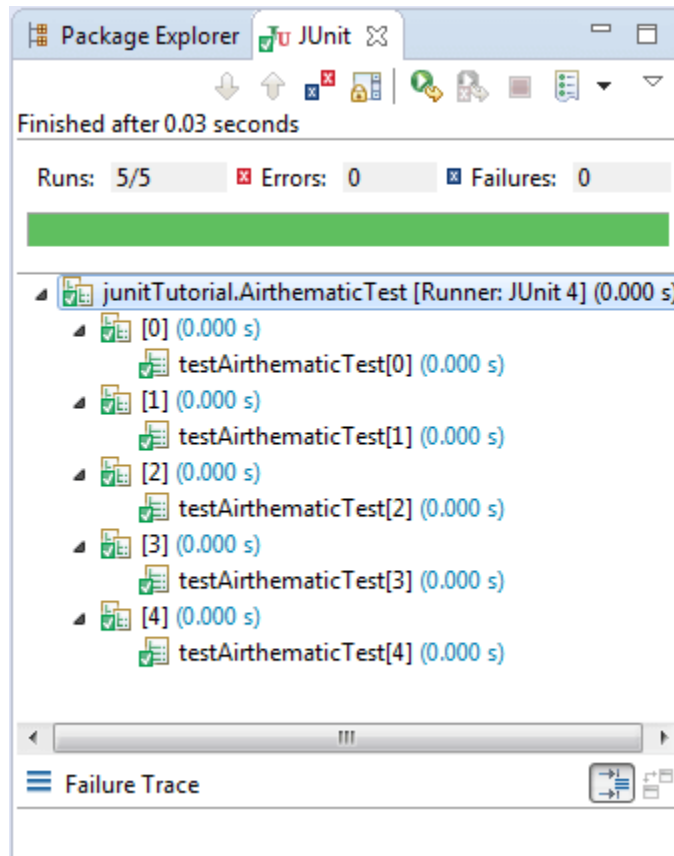 Package Explorer JUnit
Finished after 0.03 seconds
Runs: 5/5 Errors: 0 Failures: 0
junitTutorial.AirthematicTest [Runner: JUnit 4] (0.000 s)
[0] (0.000 s)
testAirthematicTest[0] (0.000 s)
[1] (0.000 s)
testAirthematicTest[1] (0.000 s)
[2] (0.000 s)
testAirthematicTest[2] (0.000 s)
[3] (0.000 s)
testAirthematicTest[3] (0.000 s)
[4] (0.000 s)
testAirthematicTest[4] (0.000 s)
Failure Trace